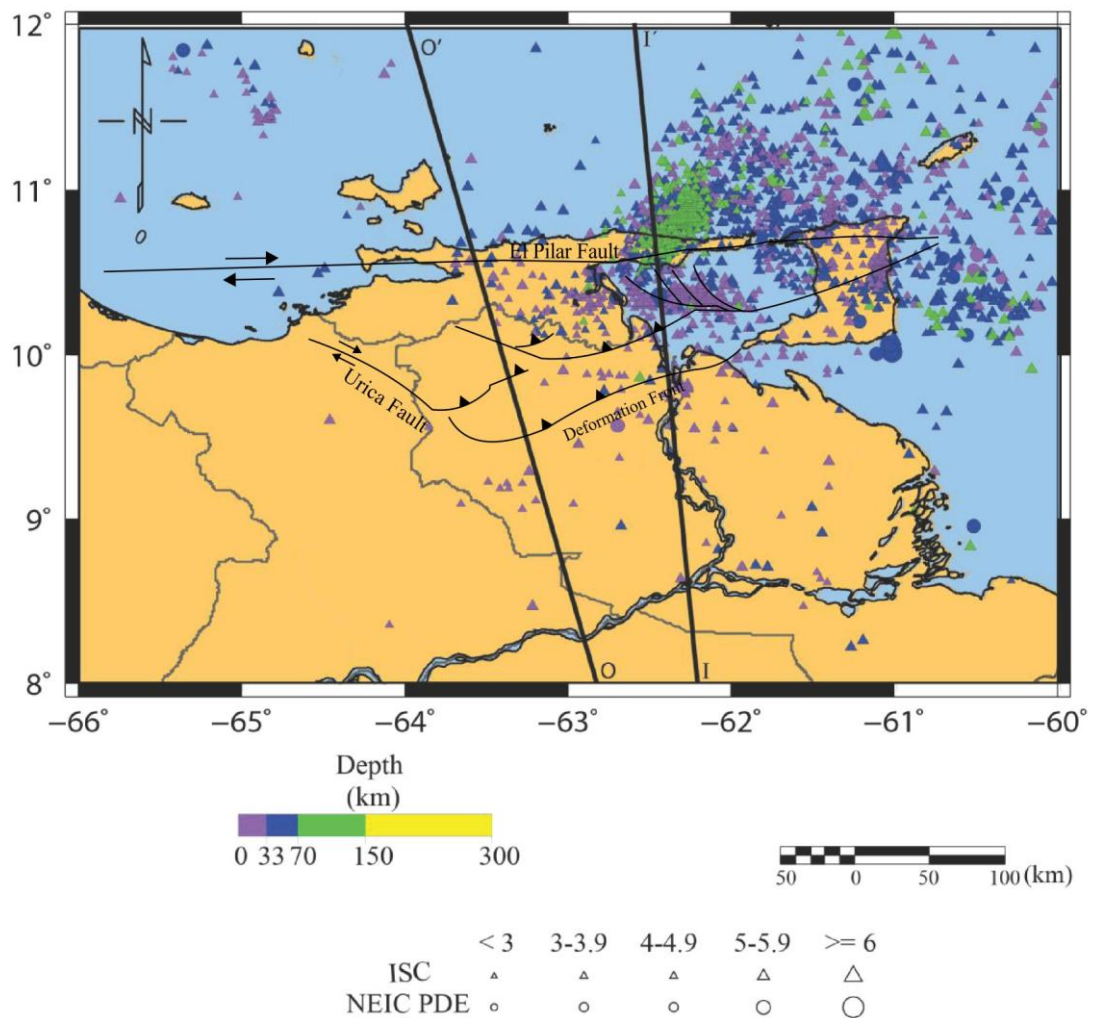 12°
11°
10°
9°
8°
O'
I'
N
El Pilar Fault
Urica Fault
Deformation Front
O
I
−66° −65° −64° −63° −62° −61° −60°
Depth
(km)
0 33 70 150 300
50 0 50 100 (km)
< 3 3-3.9 4-4.9 5-5.9 >= 6
ISC
NEIC PDE